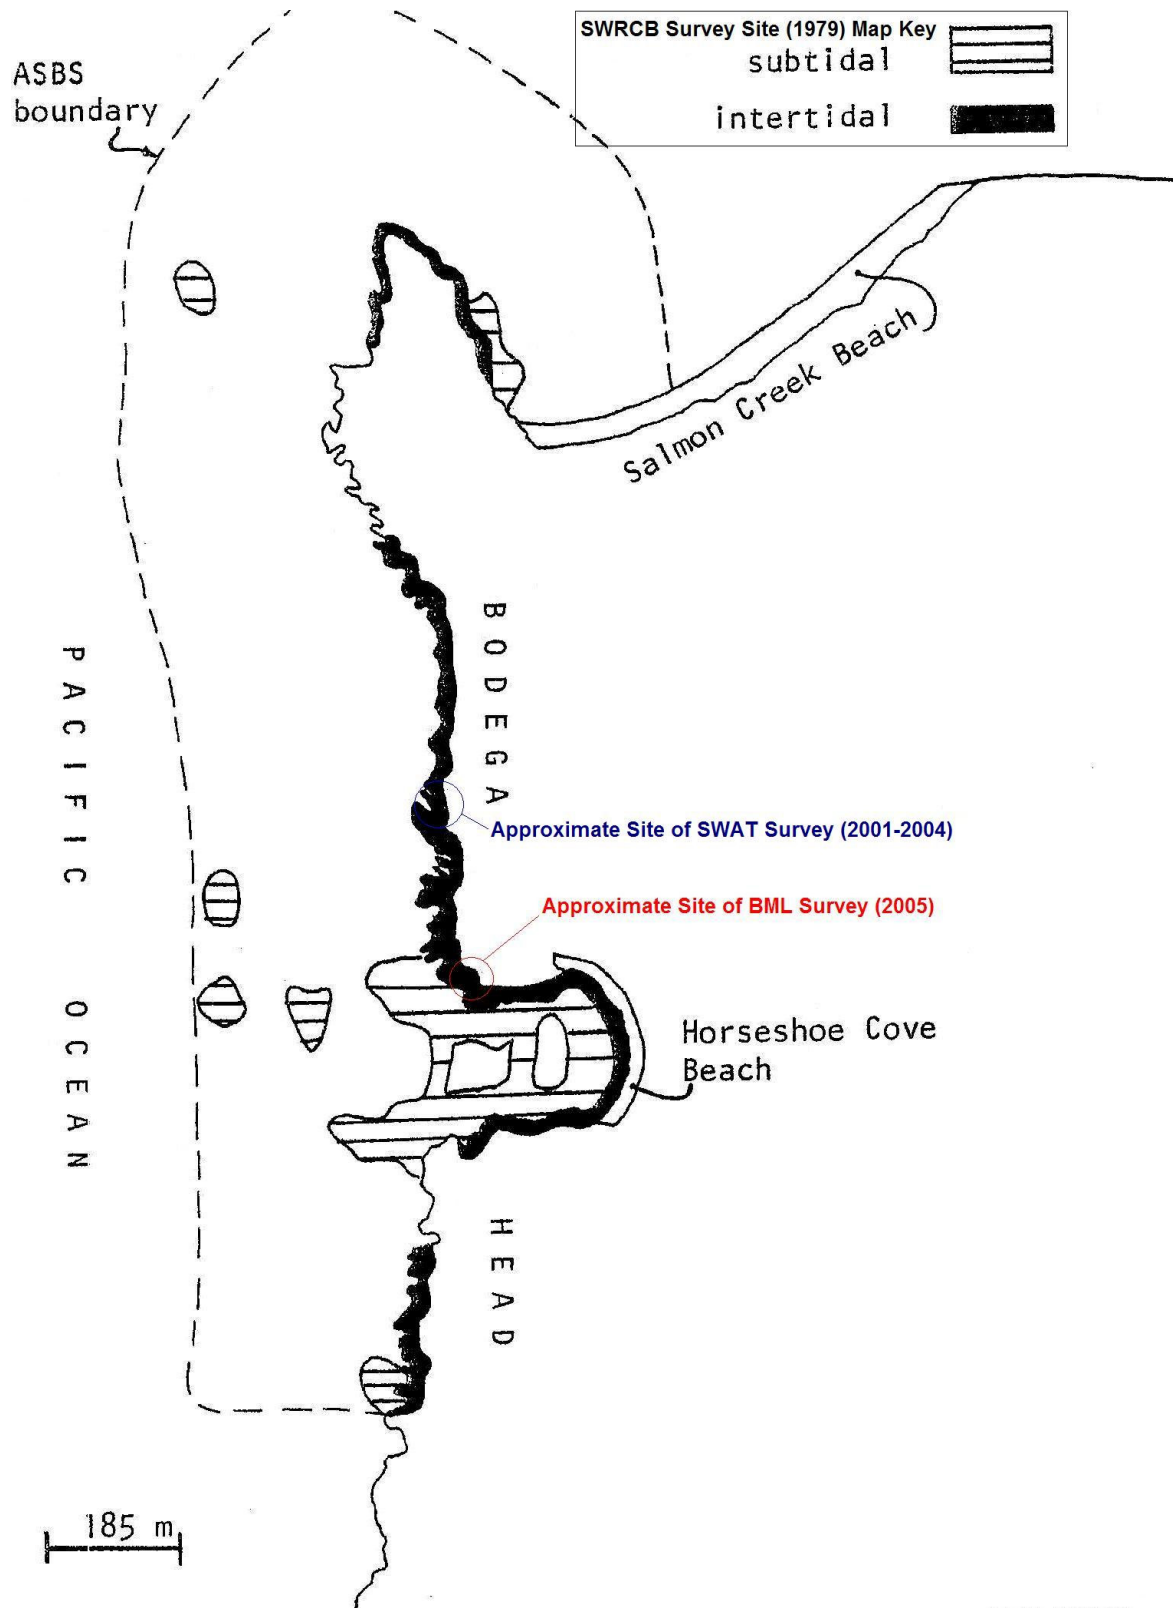 SWRCB Survey Site (1979) Map Key
subtidal
intertidal
ASBS
boundary
Salmon Creek Beach
BODEGA
PACIFIC
Approximate Site of SWAT Survey (2001-2004)
Approximate Site of BML Survey (2005)
OCEAN
Horseshoe Cove
Beach
HEAD
185 m